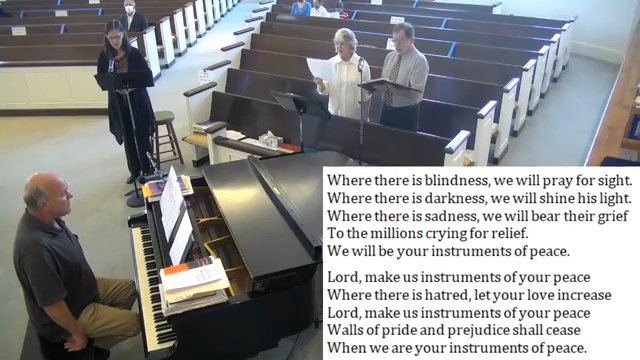 Where there is blindness, we will pray for sight.
Where there is darkness, we will shine his light.
Where there is sadness, we will bear their grief
To the millions crying for relief.
We will be your instruments of peace.
Lord, make us instruments of your peace
Where there is hatred, let your love increase
Lord, make us instruments of your peace
Walls of pride and prejudice shall cease
When we are your instruments of peace.